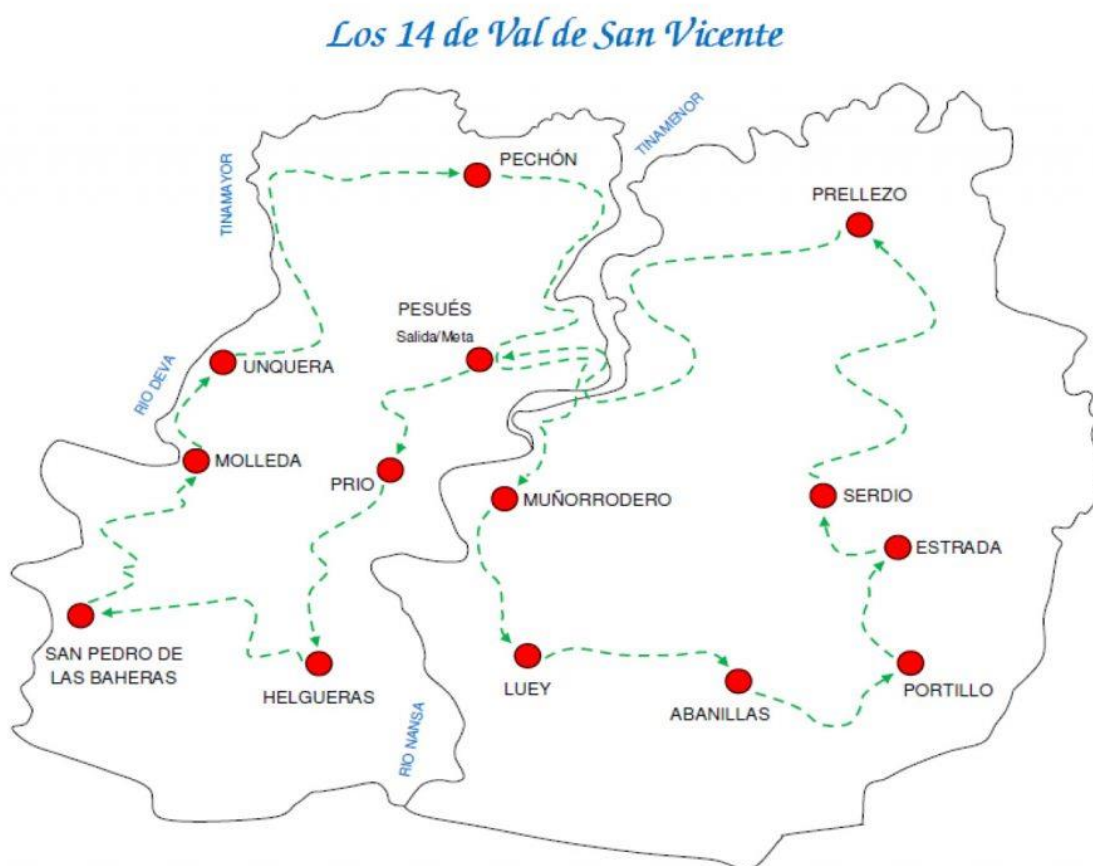 Los 14 de Val de San Vicente
TINAMENOR
PECHÓN
TINAMAYOR
PRELLEZO
PESUÉS
Salida/Meta
UNQUERA
RIO DEVA
MOLLEDA
PRIO
MUÑORRODERO
SERDIO
ESTRADA
SAN PEDRO DE
LAS BAHERAS
HELGUERAS
LUEY
ABANILLAS
PORTILLO
RIO NANSA